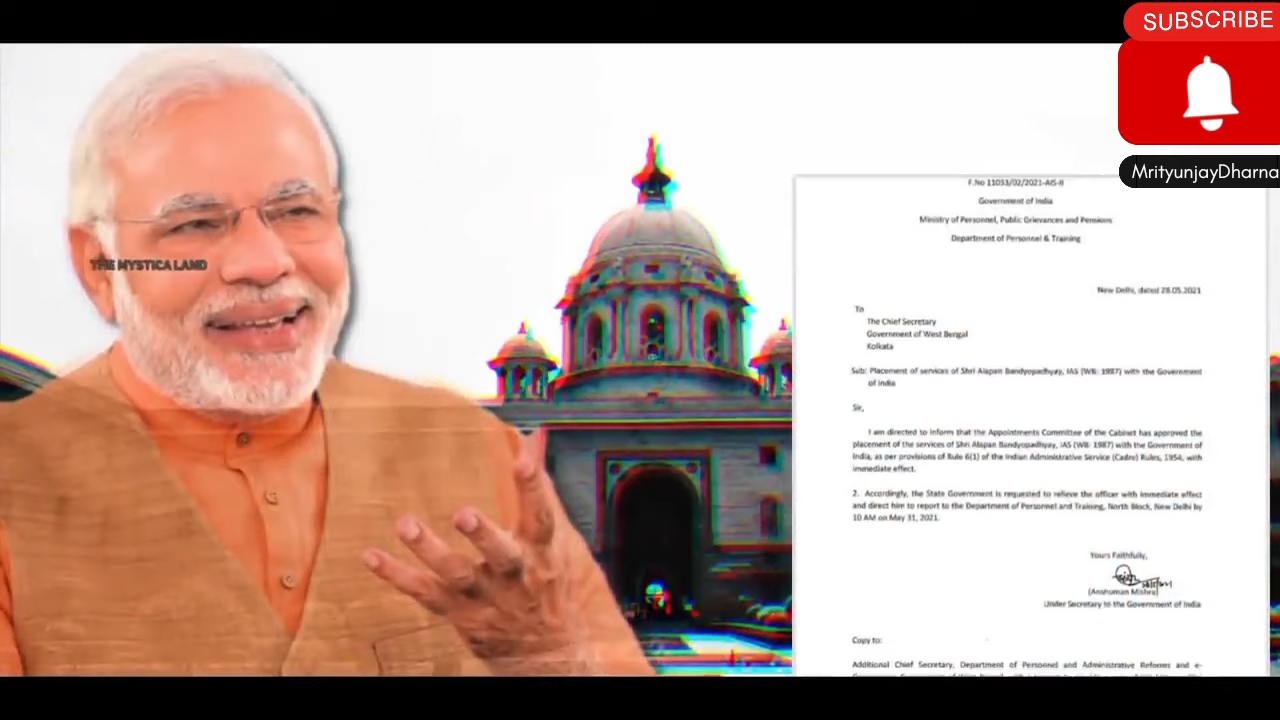 SUBSCRIBE
MrityunjayDharna
THE MYSTICA LAND
F.No 11033/02/2021-AIS-II
Government of India
Ministry of Personnel, Public Grievances and Pensions
Department of Personnel & Training
New Delhi, dated 28.05.2021
To
The Chief Secretary
Government of West Bengal
Kolkata
Sub: Placement of services of Shri Alapan Bandyopadhyay, IAS (WB: 1987) with the Government
of India
Sir,
I am directed to inform that the Appointments Committee of the Cabinet has approved the
placement of the services of Shri Alapan Bandyopadhyay, IAS (WB: 1987) with the Government of
India, as per provisions of Rule 6(1) of the Indian Administrative Service (Cadre) Rules, 1954, with
immediate effect.
2. Accordingly, the State Government is requested to relieve the officer with immediate effect
and direct him to report to the Department of Personnel and Training, North Block, New Delhi by
10 AM on May 31, 2021.
Yours Faithfully,
(Anshuman Mishra)
Under Secretary to the Government of India
Copy to:
Additional Chief Secretary, Department of Personnel and Administrative Reforms and e-